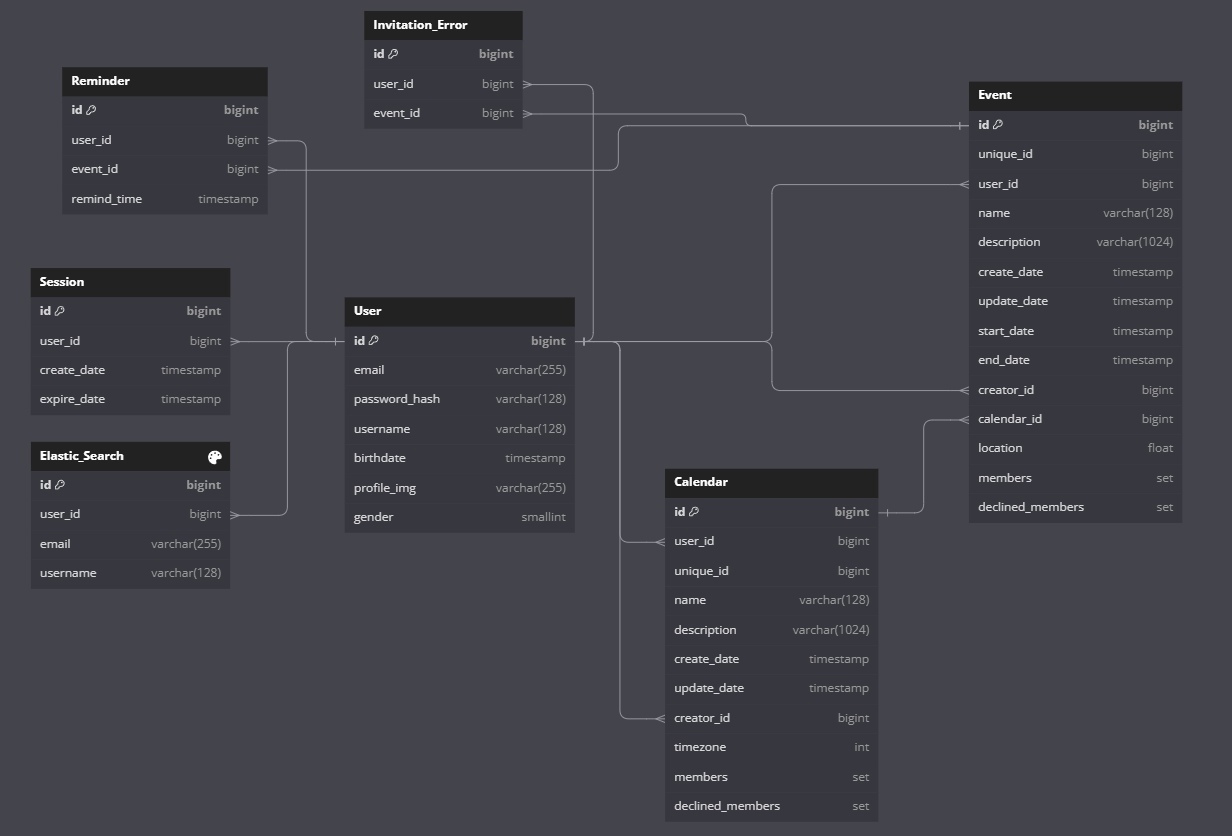 Invitation_Error
id bigint
user_id bigint
event_id bigint
Reminder
id bigint
user_id bigint
event_id bigint
remind_time timestamp
Event
id bigint
unique_id bigint
user_id bigint
name varchar(128)
description varchar(1024)
create_date timestamp
update_date timestamp
start_date timestamp
end_date timestamp
creator_id bigint
calendar_id bigint
location float
members set
declined_members set
Session
id bigint
user_id bigint
create_date timestamp
expire_date timestamp
User
id bigint
email varchar(255)
password_hash varchar(128)
username varchar(128)
birthdate timestamp
profile_img varchar(255)
gender smallint
Elastic_Search
id bigint
user_id bigint
email varchar(255)
username varchar(128)
Calendar
id bigint
user_id bigint
unique_id bigint
name varchar(128)
description varchar(1024)
create_date timestamp
update_date timestamp
creator_id bigint
timezone int
members set
declined_members set